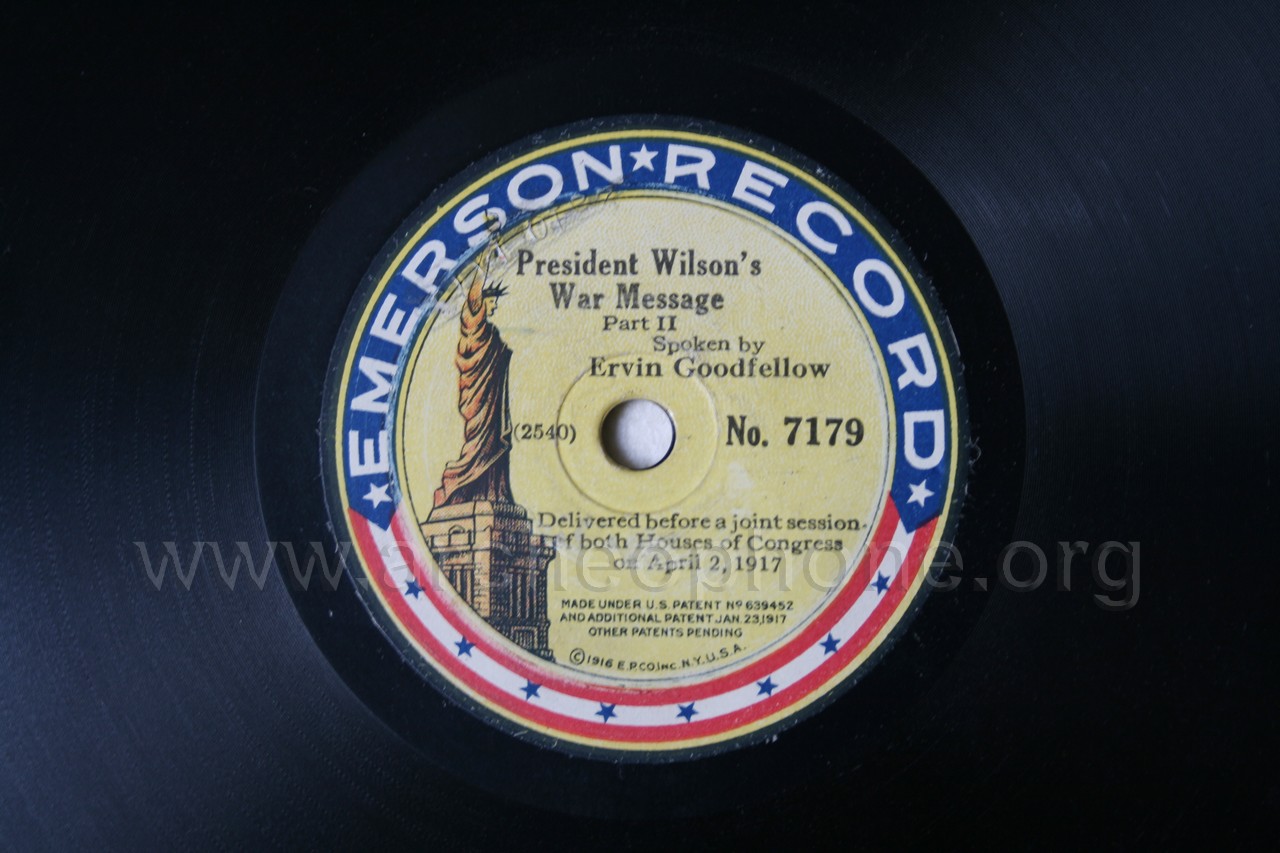 EMERSON★RECORD
President Wilson's
War Message
Part II
Spoken by
Ervin Goodfellow
(2540)
No. 7179
Delivered before a joint session
of both Houses of Congress
on April 2, 1917
MADE UNDER U.S. PATENT Nº 639452
AND ADDITIONAL PATENT JAN. 23, 1917
OTHER PATENTS PENDING
©1916 E.P.CO.INC. N.Y. U.S.A.